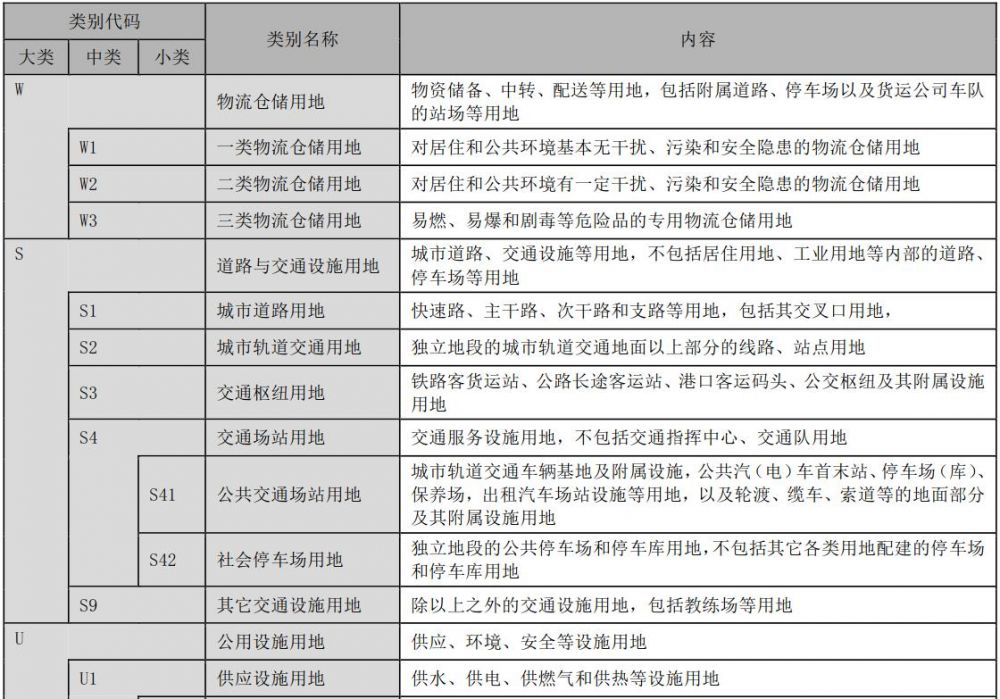 类别代码
类别名称
内容
大类
中类
小类
W
物流仓储用地
物资储备、中转、配送等用地，包括附属道路、停车场以及货运公司车队
的站场等用地
W1
一类物流仓储用地
对居住和公共环境基本无干扰、污染和安全隐患的物流仓储用地
W2
二类物流仓储用地
对居住和公共环境有一定干扰、污染和安全隐患的物流仓储用地
W3
三类物流仓储用地
易燃、易爆和剧毒等危险品的专用物流仓储用地
S
道路与交通设施用地
城市道路、交通设施等用地，不包括居住用地、工业用地等内部的道路、
停车场等用地
S1
城市道路用地
快速路、主干路、次干路和支路等用地，包括其交叉口用地，
S2
城市轨道交通用地
独立地段的城市轨道交通地面以上部分的线路、站点用地
S3
交通枢纽用地
铁路客货运站、公路长途客运站、港口客运码头、公交枢纽及其附属设施
用地
S4
交通场站用地
交通服务设施用地，不包括交通指挥中心、交通队用地
S41
公共交通场站用地
城市轨道交通车辆基地及附属设施，公共汽（电）车首末站、停车场（库）、
保养场，出租汽车场站设施等用地，以及轮渡、缆车、索道等的地面部分
及其附属设施用地
S42
社会停车场用地
独立地段的公共停车场和停车库用地，不包括其它各类用地配建的停车场
和停车库用地
S9
其它交通设施用地
除以上之外的交通设施用地，包括教练场等用地
U
公用设施用地
供应、环境、安全等设施用地
U1
供应设施用地
供水、供电、供燃气和供热等设施用地